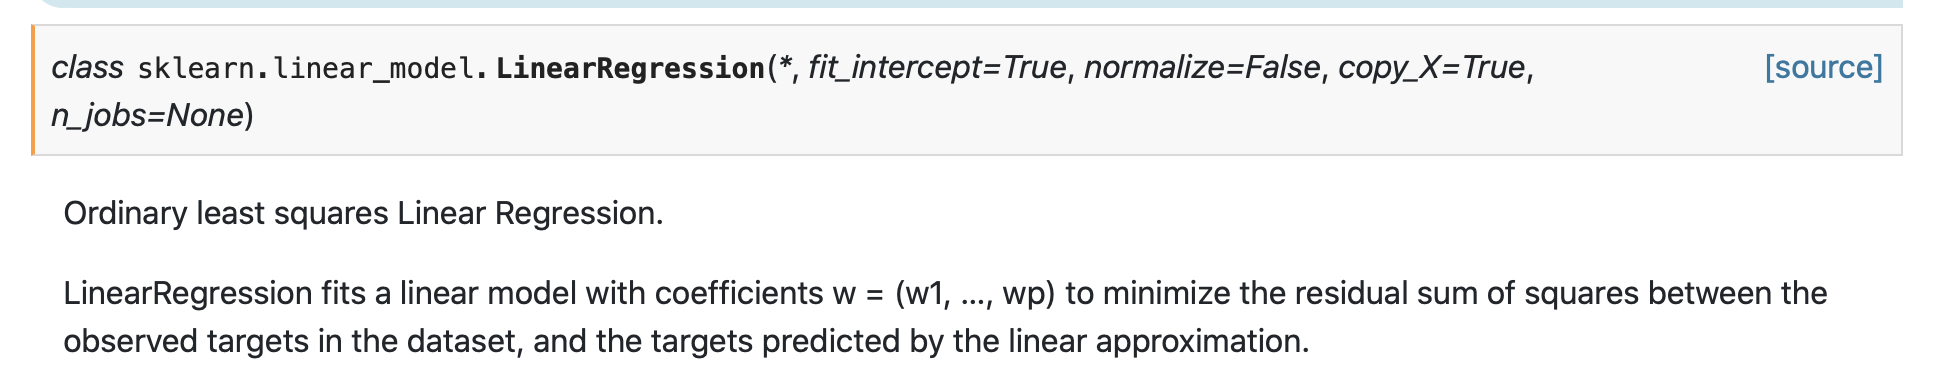 class sklearn.linear_model.LinearRegression(*, fit_intercept=True, normalize=False, copy_X=True, [source]
n_jobs=None)
Ordinary least squares Linear Regression.
LinearRegression fits a linear model with coefficients w = (w1, ..., wp) to minimize the residual sum of squares between the
observed targets in the dataset, and the targets predicted by the linear approximation.